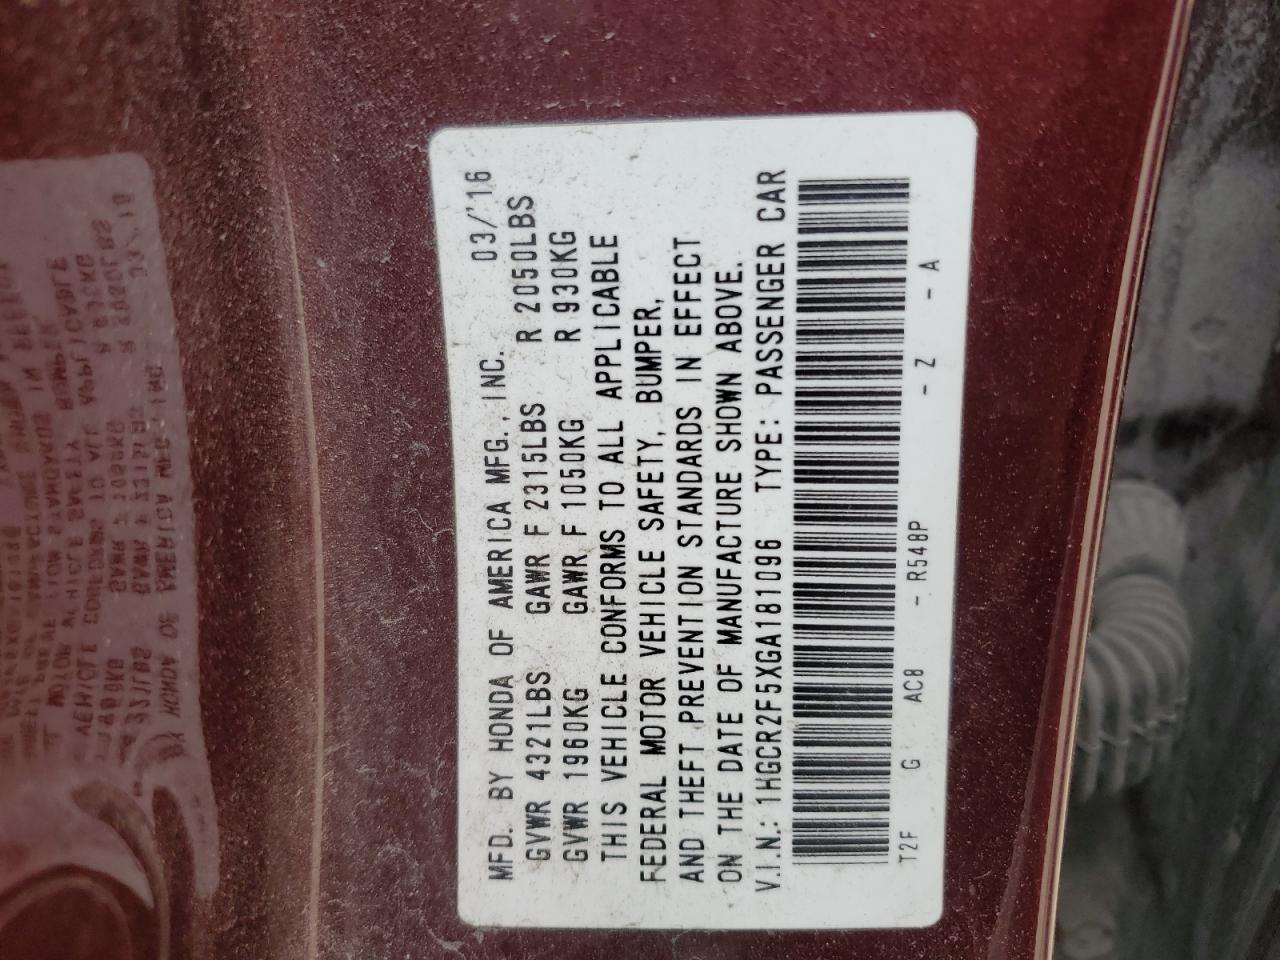 MFD. BY HONDA OF AMERICA MFG., INC. 03/'16
GVWR 4321LBS GAWR F 2315LBS R 2050LBS
GVWR 1960KG GAWR F 1050KG R 930KG
THIS VEHICLE CONFORMS TO ALL APPLICABLE
FEDERAL MOTOR VEHICLE SAFETY, BUMPER,
AND THEFT PREVENTION STANDARDS IN EFFECT
ON THE DATE OF MANUFACTURE SHOWN ABOVE.
V.I.N.: 1HGCR2F5XGA181096 TYPE: PASSENGER CAR
T2F G AC8 - R548P - Z - A